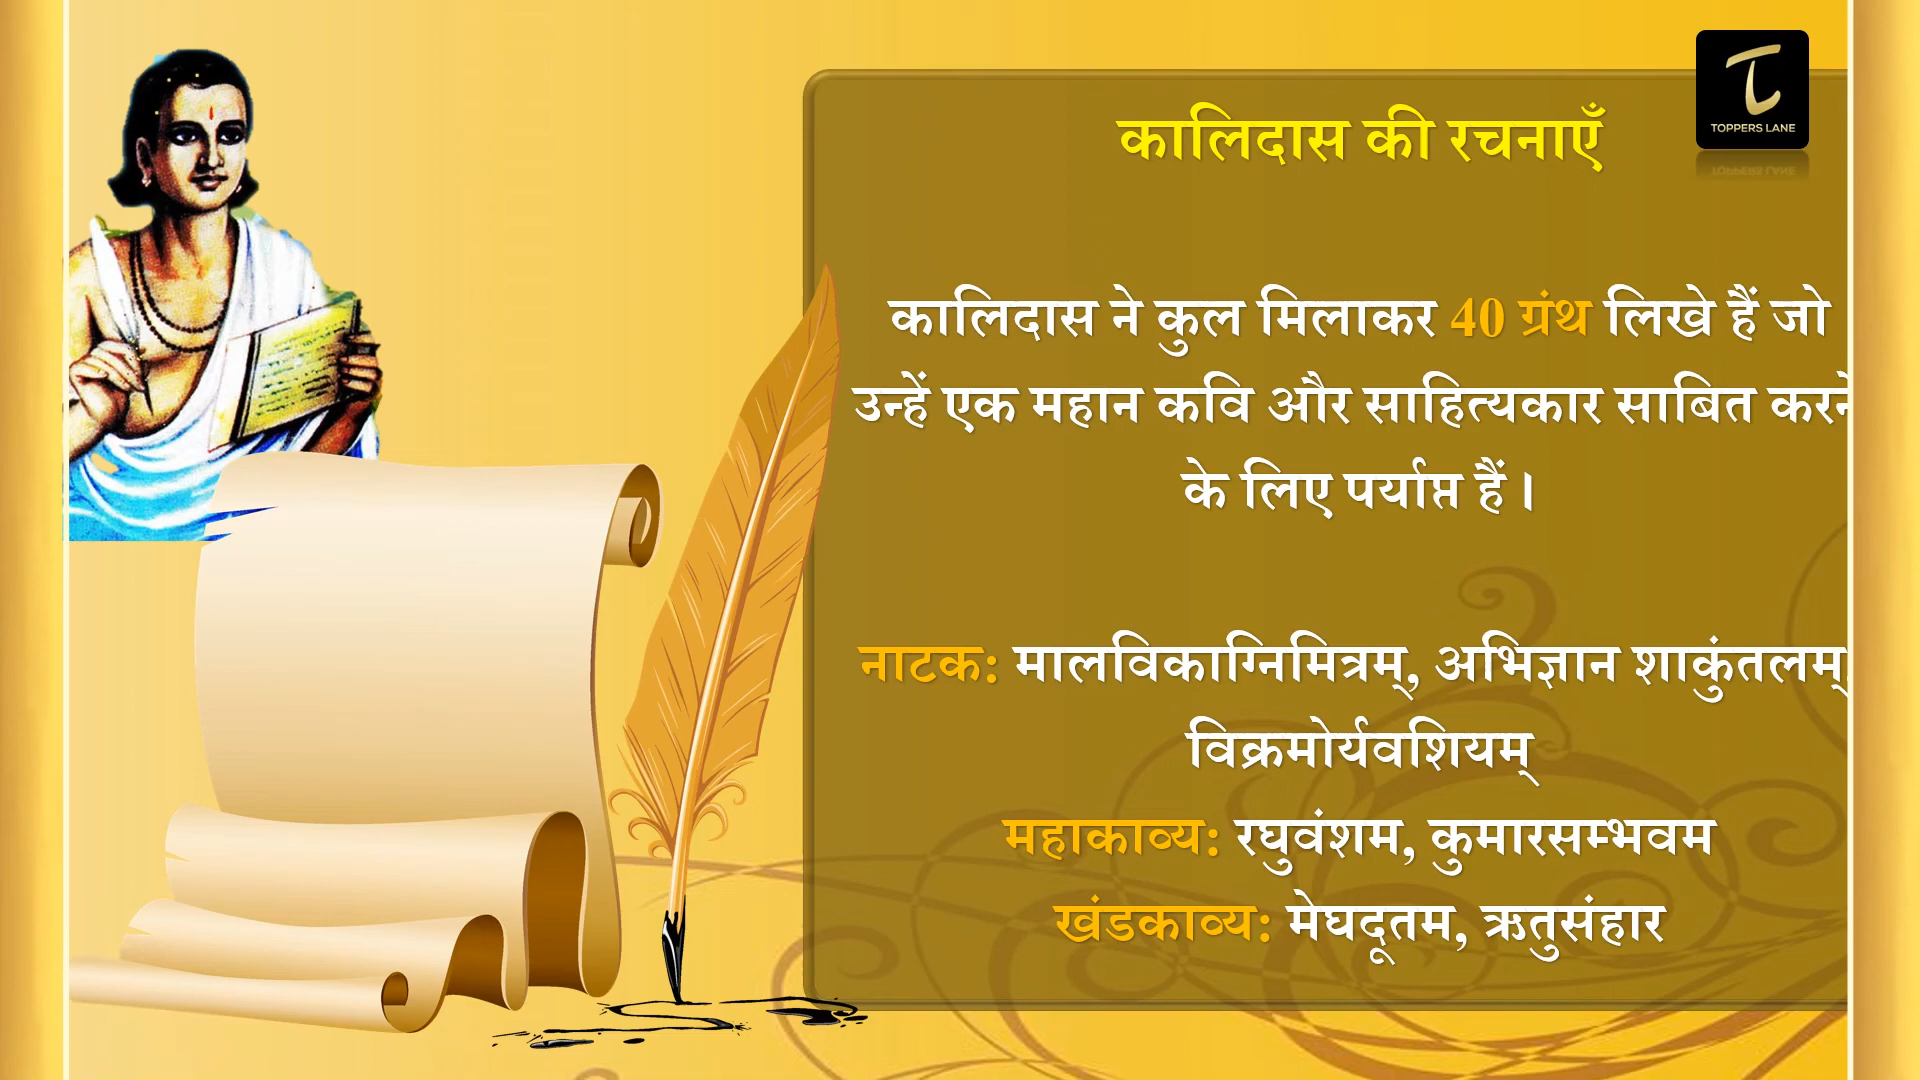 कालिदास की रचनाएँ
TOPPERS LANE
कालिदास ने कुल मिलाकर 40 ग्रंथ लिखे हैं जो
उन्हें एक महान कवि और साहित्यकार साबित करने
के लिए पर्याप्त हैं।
नाटक: मालविकाग्निमित्रम्, अभिज्ञान शाकुंतलम्,
विक्रमोर्यवशियम्
महाकाव्य: रघुवंशम, कुमारसम्भवम
खंडकाव्य: मेघदूतम, ऋतुसंहार